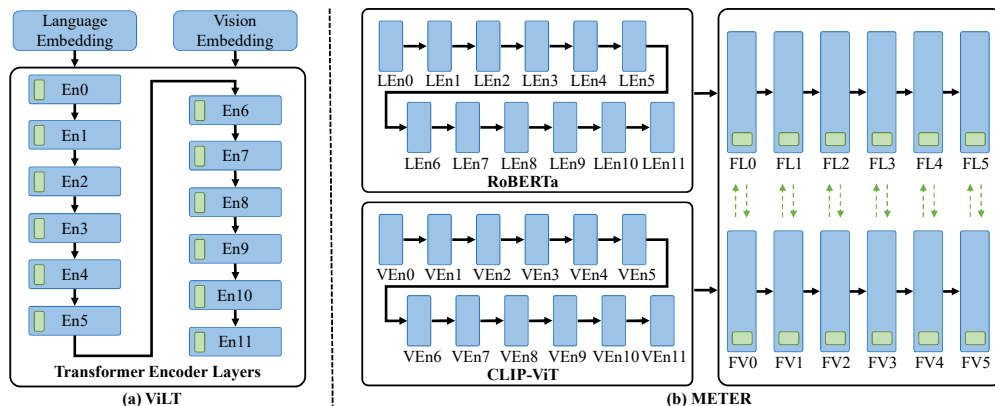 Language
Embedding
Vision
Embedding
En0
En1
En2
En3
En4
En5
En6
En7
En8
En9
En10
En11
Transformer Encoder Layers
(a) ViLT
LEn0 LEn1 LEn2 LEn3 LEn4 LEn5
LEn6 LEn7 LEn8 LEn9 LEn10 LEn11
RoBERTa
VEn0 VEn1 VEn2 VEn3 VEn4 VEn5
VEn6 VEn7 VEn8 VEn9 VEn10 VEn11
CLIP-ViT
FL0 FL1 FL2 FL3 FL4 FL5
FV0 FV1 FV2 FV3 FV4 FV5
(b) METER